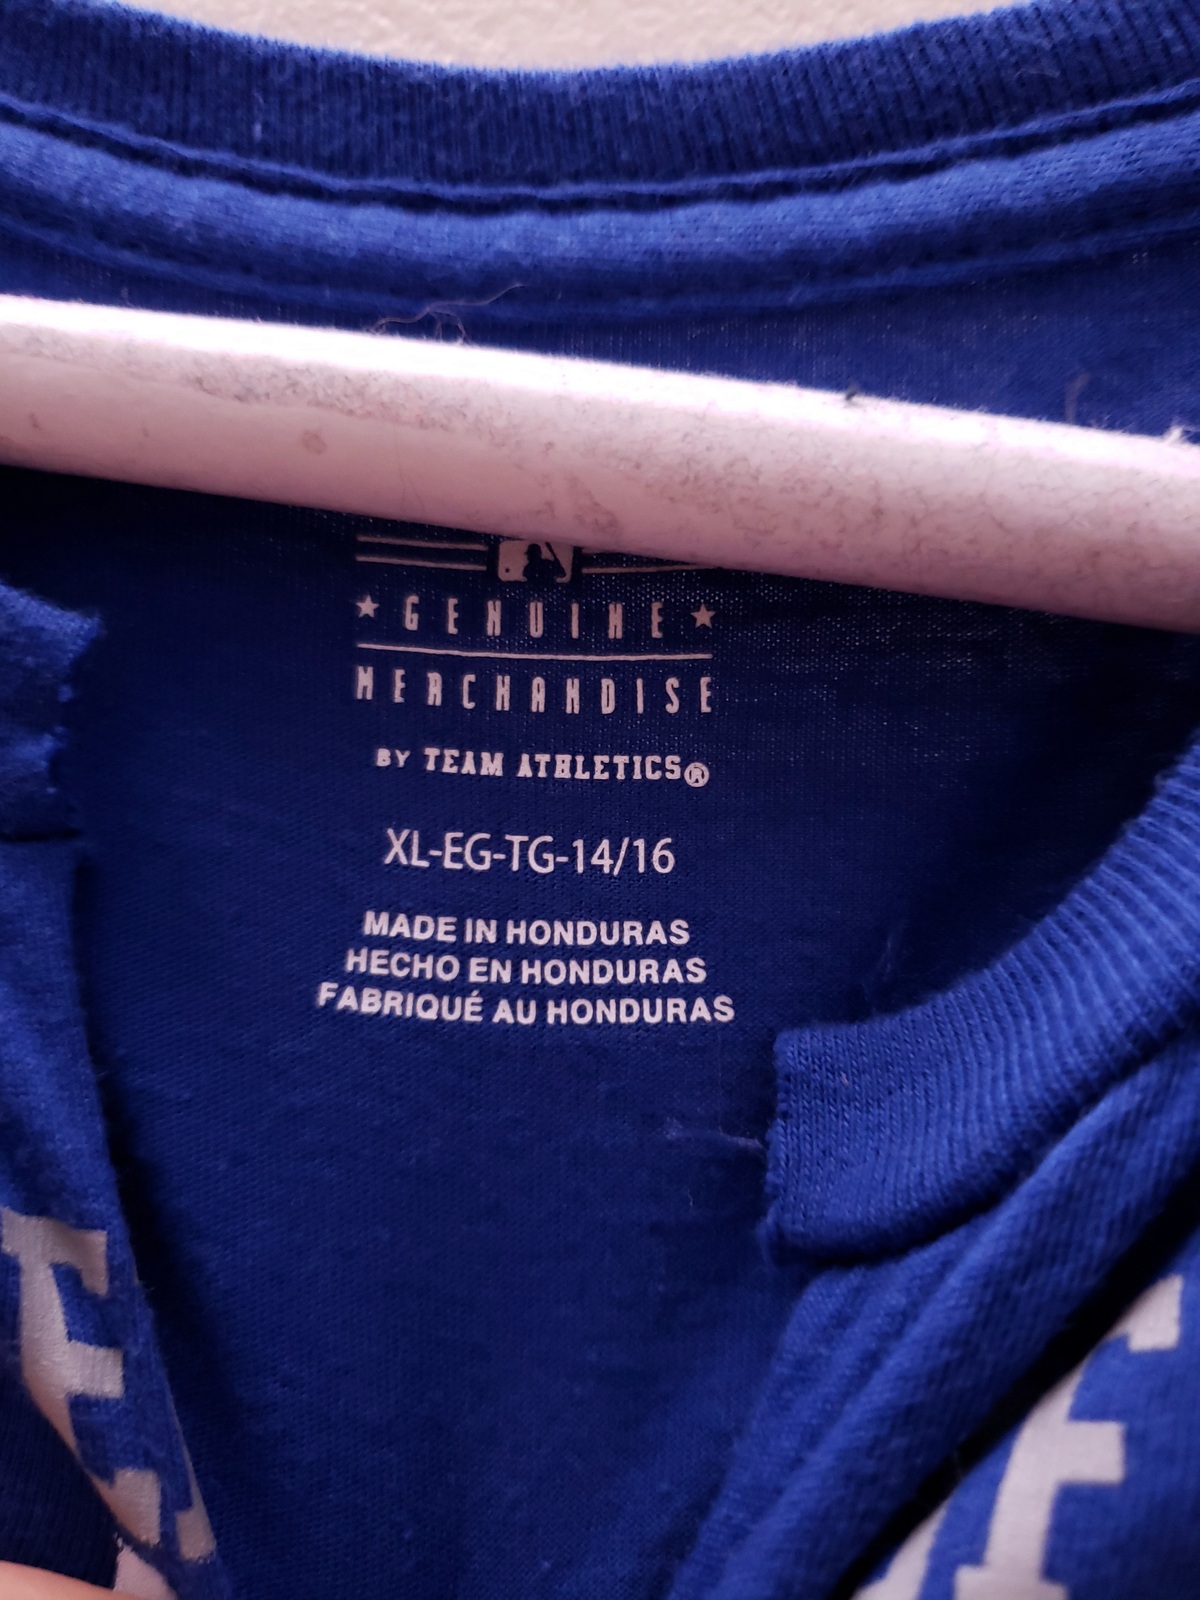 ★ GENUINE ★
MERCHANDISE
BY TEAM ATHLETICS®
XL-EG-TG-14/16
MADE IN HONDURAS
HECHO EN HONDURAS
FABRIQUÉ AU HONDURAS